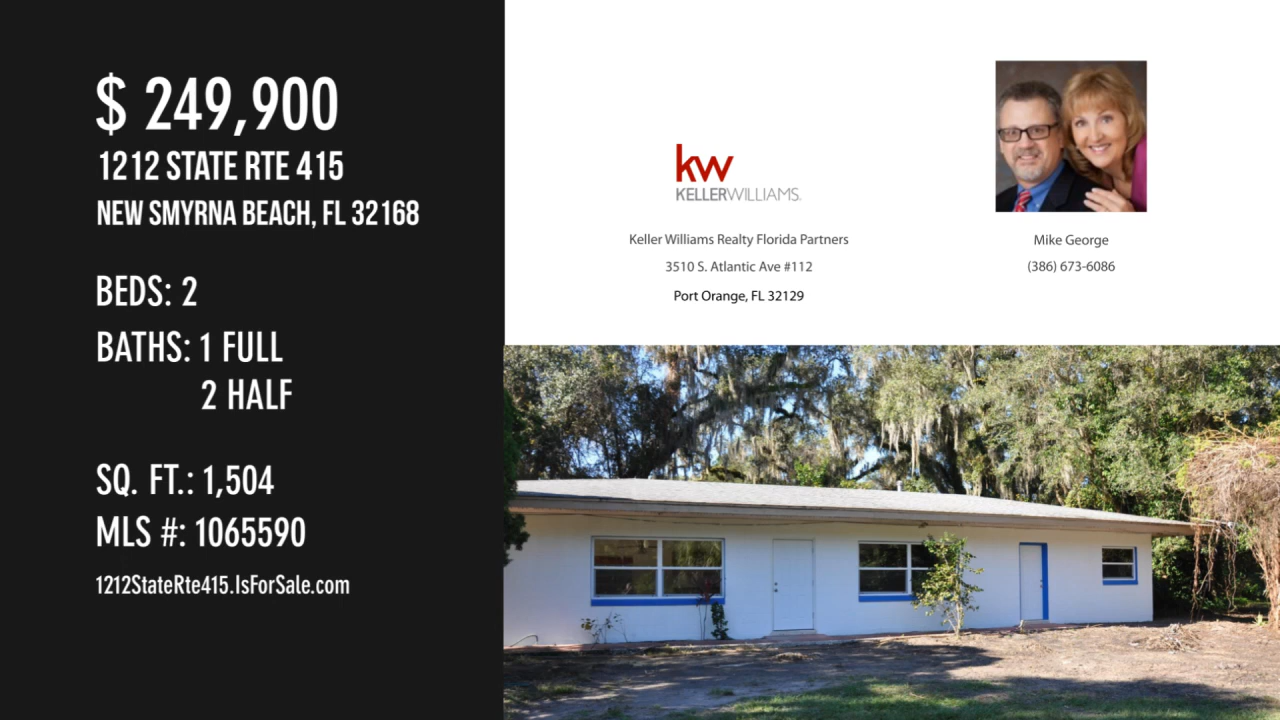 $ 249,900
1212 STATE RTE 415
NEW SMYRNA BEACH, FL 32168
BEDS: 2
BATHS: 1 FULL
2 HALF
SQ. FT.: 1,504
MLS #: 1065590
1212StateRte415.IsForSale.com
kw
KELLERWILLIAMS.
Keller Williams Realty Florida Partners
3510 S. Atlantic Ave #112
Port Orange, FL 32129
Mike George
(386) 673-6086